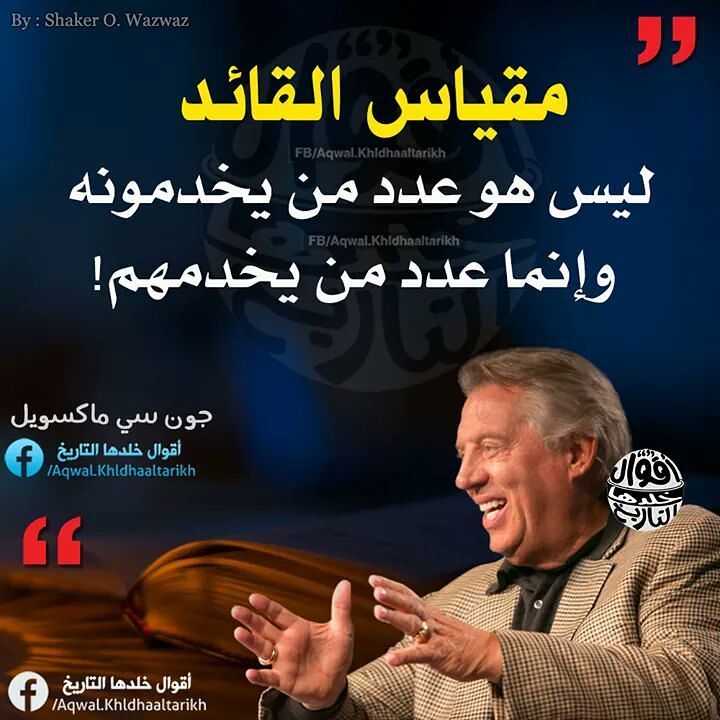 By : Shaker O. Wazwaz
مقياس القائد
FB/Aqwal.Khldhaaltarikh
ليس هو عدد من يخدمونه
FB/Aqwal.Khldhaaltarikh
وإنما عدد من يخدمهم!
جون سي ماكسويل
أقوال خلدها التاريخ
/Aqwal.Khldhaaltarikh
أقوال خلدها التاريخ
أقوال خلدها التاريخ
/Aqwal.Khldhaaltarikh